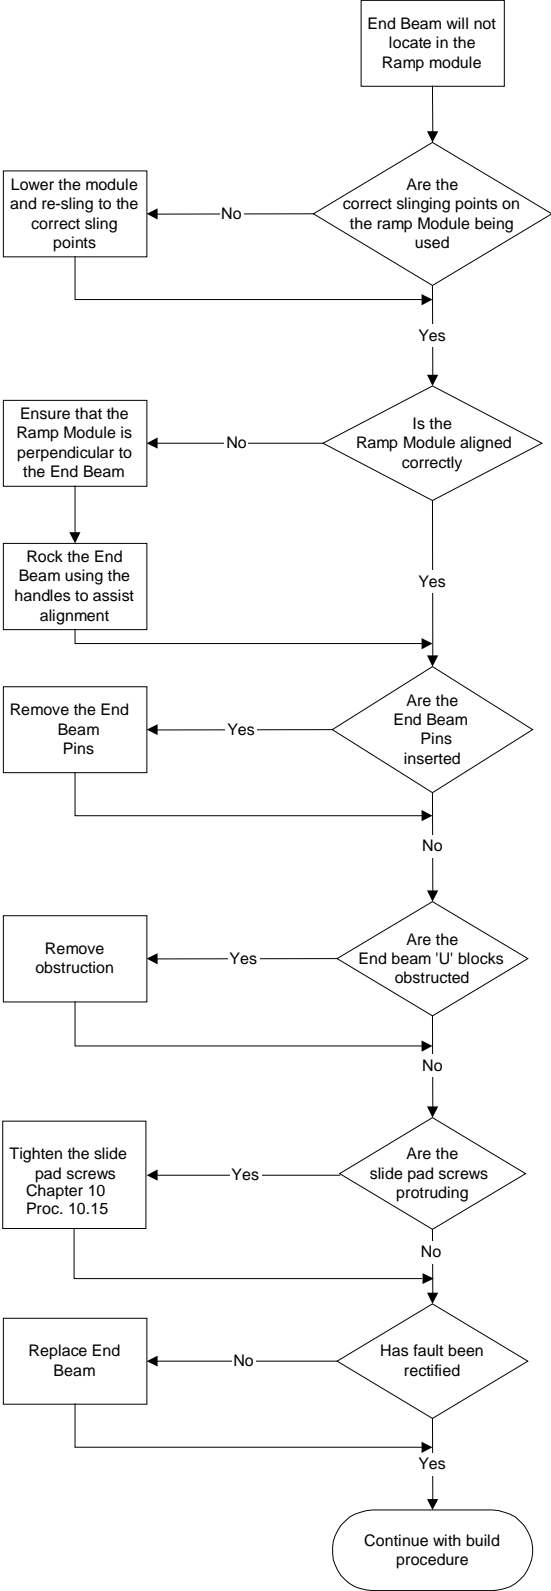 End Beam will not
locate in the
Ramp module
Are the
correct slinging points on
the ramp Module being
used
No
Lower the module
and re-sling to the
correct sling
points
Yes
Is the
Ramp Module aligned
correctly
No
Ensure that the
Ramp Module is
perpendicular to
the End Beam
Rock the End
Beam using the
handles to assist
alignment
Yes
Are the
End Beam
Pins
inserted
Yes
Remove the End
Beam
Pins
No
Are the
End beam 'U' blocks
obstructed
Yes
Remove
obstruction
No
Are the
slide pad screws
protruding
Yes
Tighten the slide
pad screws
Chapter 10
Proc. 10.15
No
Has fault been
rectified
No
Replace End
Beam
Yes
Continue with build
procedure